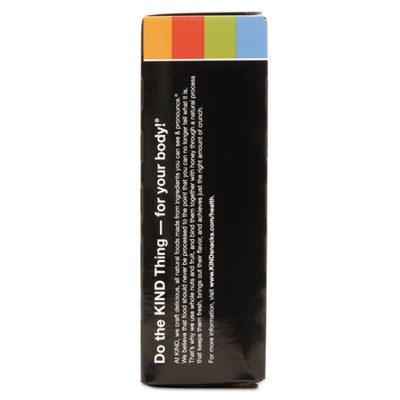 Do the KIND Thing — for your body!®
At KIND, we craft delicious, all natural foods made from ingredients you can see & pronounce.®
We believe that food should never be processed to the point that you can no longer tell what it is.
That's why we use whole nuts and fruit, and bind them together with honey through a natural process
that keeps them fresh, brings out their flavor, and achieves just the right amount of crunch.
For more information, visit www.KINDsnacks.com/health.